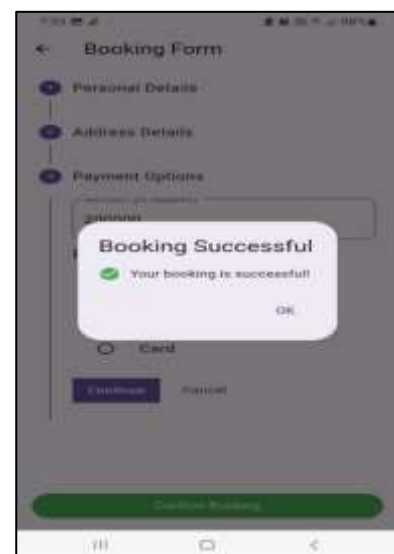 Booking Form
Personal Details
Address Details
Payment Options
200000
Booking Successful
Your booking is successful!
OK
Card
Continue
Cancel
Confirm Booking